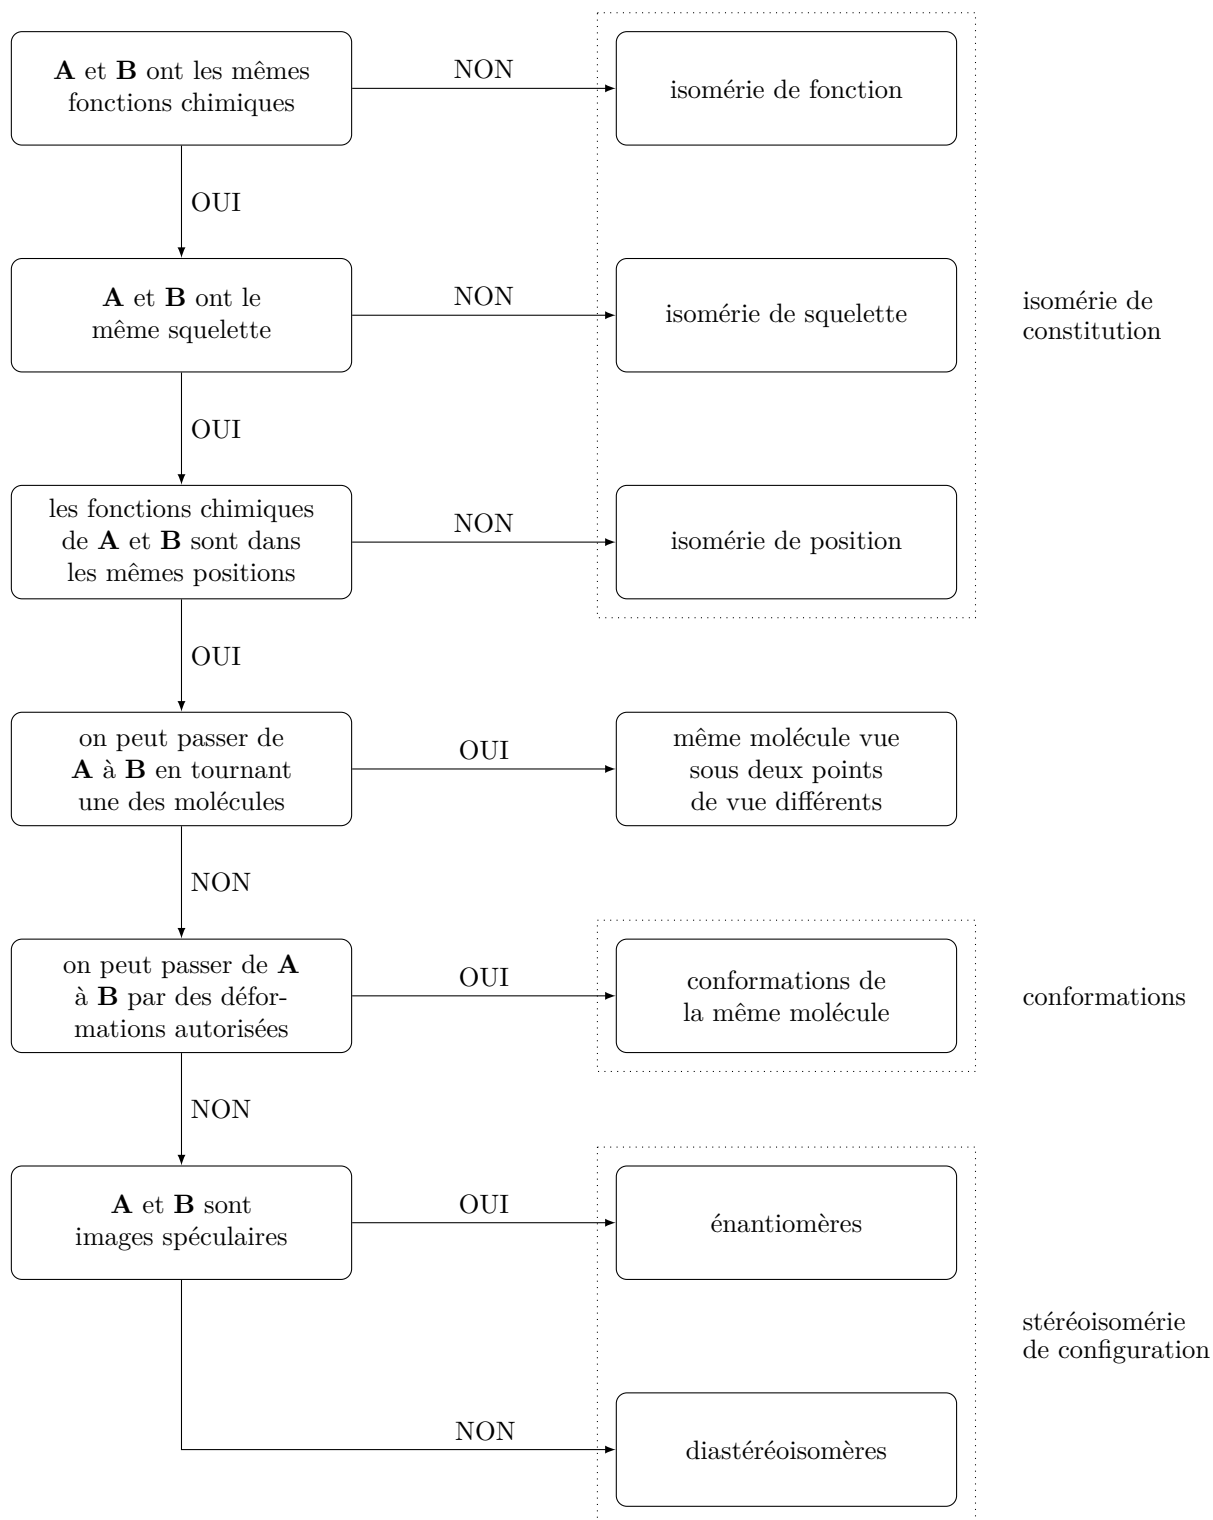 A et B ont les mêmes
fonctions chimiques
NON
isomérie de fonction
OUI
A et B ont le
même squelette
NON
isomérie de squelette
isomérie de
constitution
OUI
les fonctions chimiques
de A et B sont dans
les mêmes positions
NON
isomérie de position
OUI
on peut passer de
A à B en tournant
une des molécules
OUI
même molécule vue
sous deux points
de vue différents
NON
on peut passer de A
à B par des défor-
mations autorisées
OUI
conformations de
la même molécule
conformations
NON
A et B sont
images spéculaires
OUI
énantiomères
stéréoisomérie
de configuration
NON
diastéréoisomères